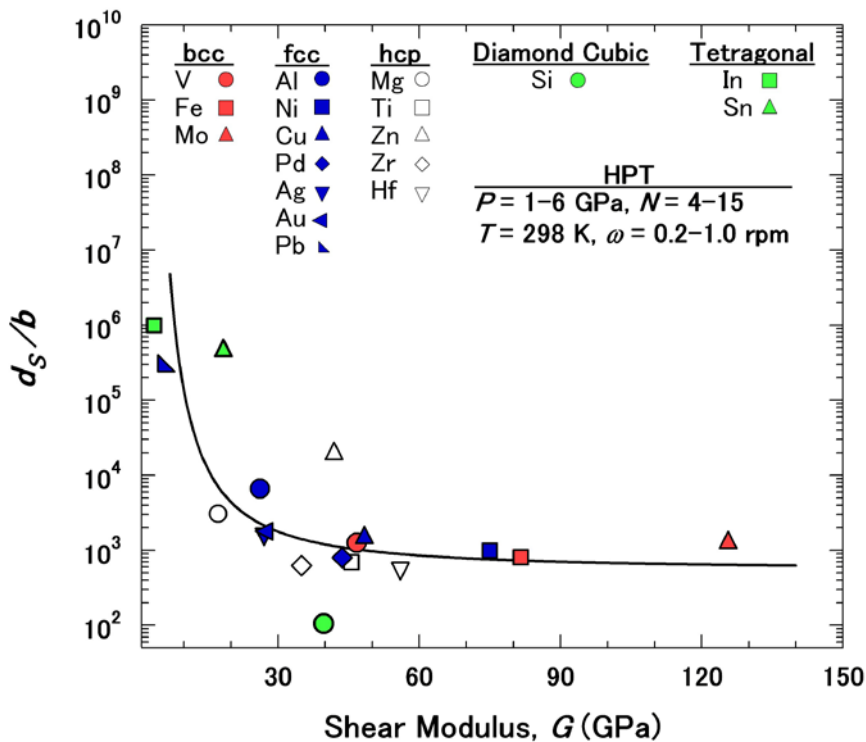 10^10
10^9
10^8
10^7
10^6
10^5
10^4
10^3
10^2
d_S/b
bcc
V
Fe
Mo
fcc
Al
Ni
Cu
Pd
Ag
Au
Pb
hcp
Mg
Ti
Zn
Zr
Hf
Diamond Cubic
Si
Tetragonal
In
Sn
HPT
P = 1–6 GPa, N = 4–15
T = 298 K, ω = 0.2–1.0 rpm
30 60 90 120 150
Shear Modulus, G (GPa)